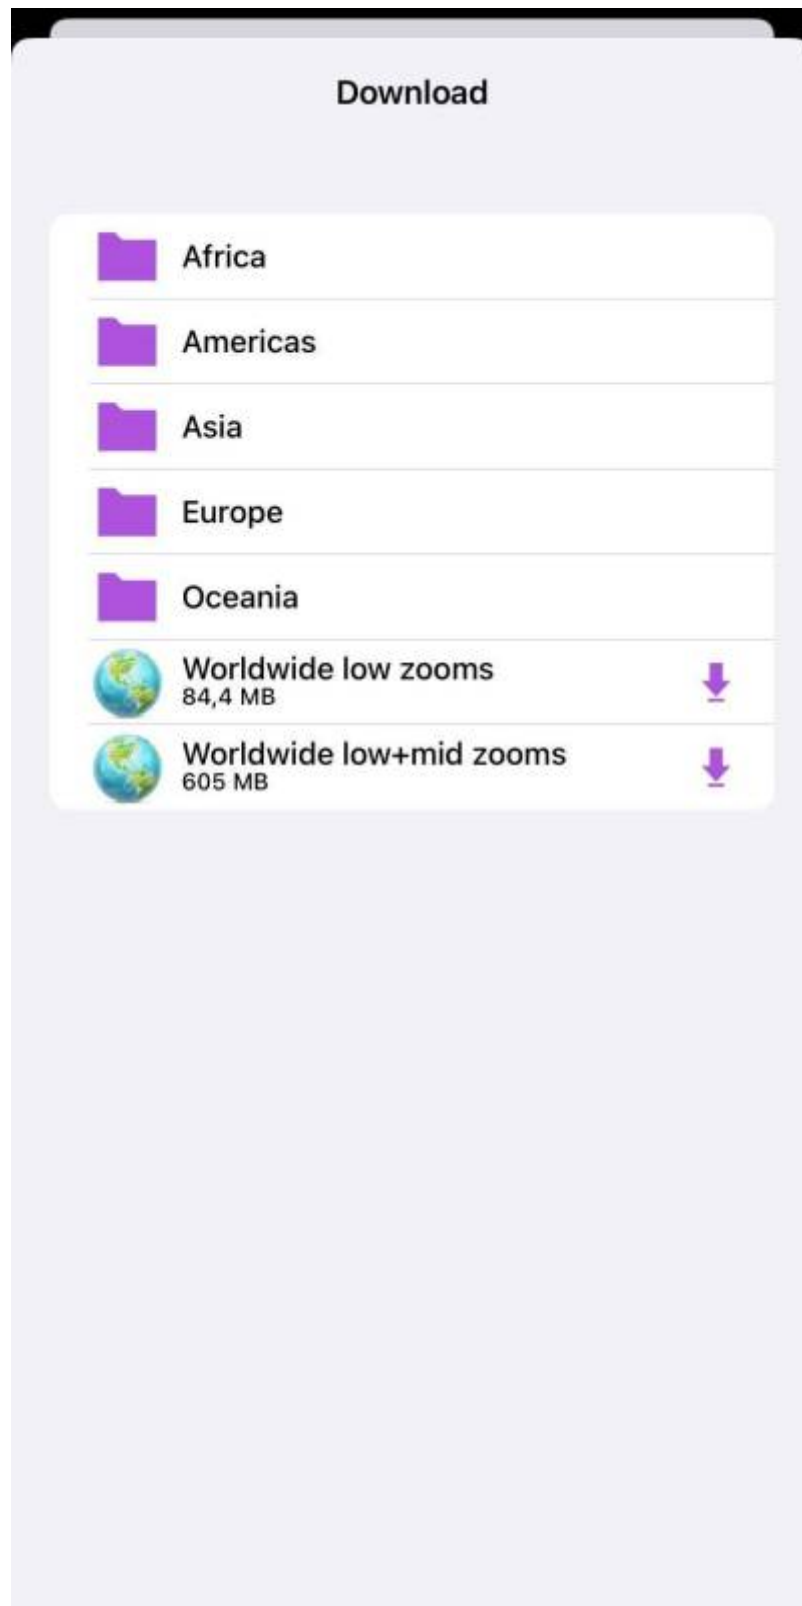 Download
Africa
Americas
Asia
Europe
Oceania
Worldwide low zooms
84,4 MB
Worldwide low+mid zooms
605 MB